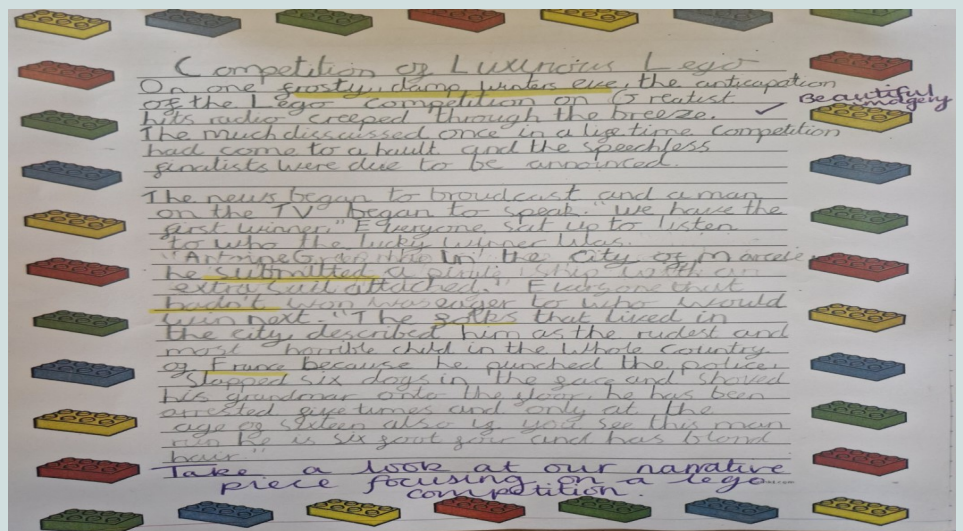 Competition of Luxurious Lego
On one frosty, damp winters eve, the anticapation
of the Lego competition on Greatist
hits radio creeped through the breeze.
Beautiful imagery
The much discsussed once in a life time competition
had come to a hault and the speechless
finalists were due to be annoinced.
The news began to broudcast and a man
on the TV began to speak. "We have the
first winner." Everyone sat up to listen
to who the lucky winner was.
"Antoine In the City of Marcele
he submitted a pirate ship with an
extra sail attached." Everyone that
hadn't won was eager to who would
win next. "The folks that lived in
the city described him as the rudest and
most horrible child in the whole country
of Frunce because he punched the police,
Slapped six dogs in the face and shoved
his grandmar onto the floor, he has been
arrested five times and only at the
age of sixteen also if you see this man
run he is six foot four and has blond
hair."
Take a look at our narrative
piece focusing on a lego
competition.